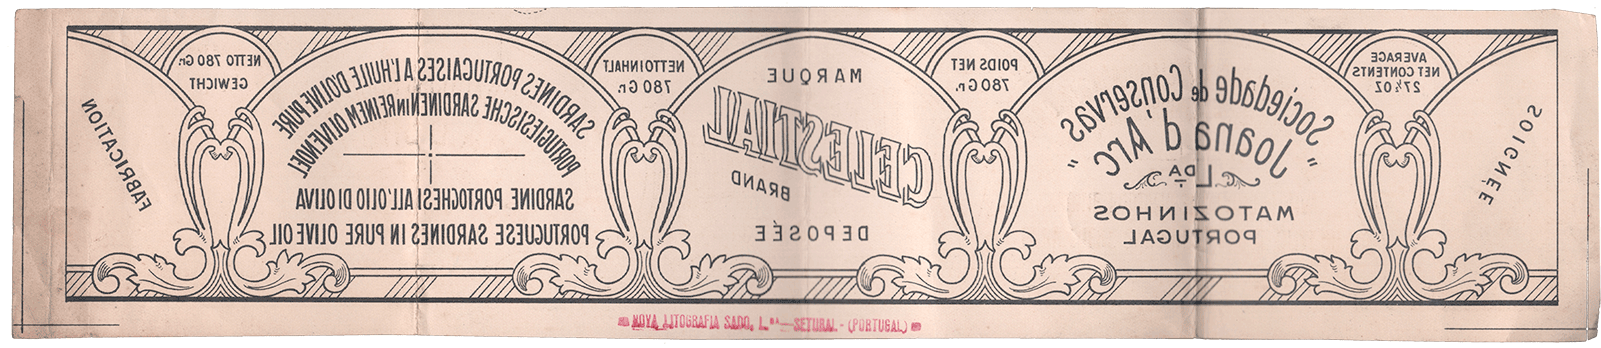 SOIGNÉE
AVERAGE
NET CONTENTS
27½ OZ
Sociedade de Conservas
"Joana d'Arc"
LDA
MATOZINHOS
PORTUGAL
POIDS NET
780 Gr.
MARQUE
CELESTIAL
BRAND
DEPOSÉE
NETTOINHALT
780 Gr.
SARDINES PORTUGAISES A L'HUILE D'OLIVE PURE
PORTUGIESISCHE SARDINEN IN REINEM OLIVENOEL
SARDINE PORTOGHESI ALL'OLIO DI OLIVA
PORTUGUESE SARDINES IN PURE OLIVE OIL
NETTO 780 Gr.
GEWICHT
FABRICATION
NOVA LITOGRAFIA SADO, L.DA — SETUBAL - (PORTUGAL)